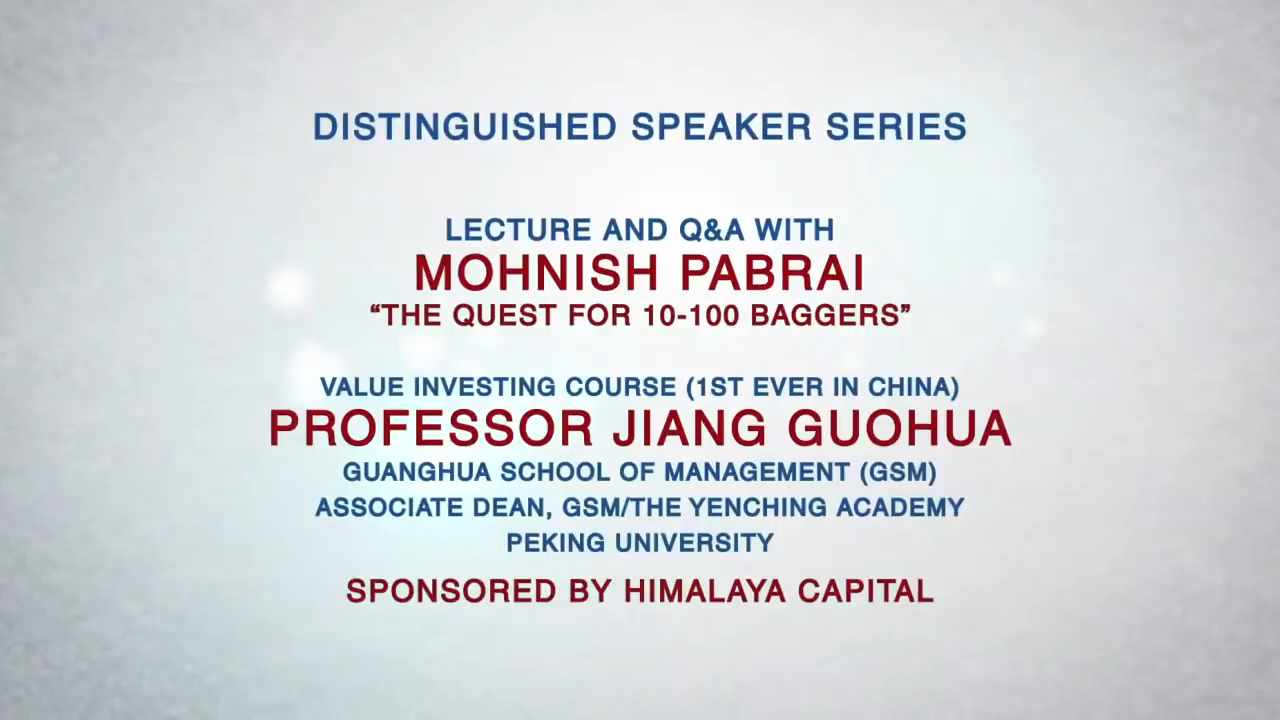 DISTINGUISHED SPEAKER SERIES
LECTURE AND Q&A WITH
MOHNISH PABRAI
“THE QUEST FOR 10-100 BAGGERS”
VALUE INVESTING COURSE (1ST EVER IN CHINA)
PROFESSOR JIANG GUOHUA
GUANGHUA SCHOOL OF MANAGEMENT (GSM)
ASSOCIATE DEAN, GSM/THE YENCHING ACADEMY
PEKING UNIVERSITY
SPONSORED BY HIMALAYA CAPITAL